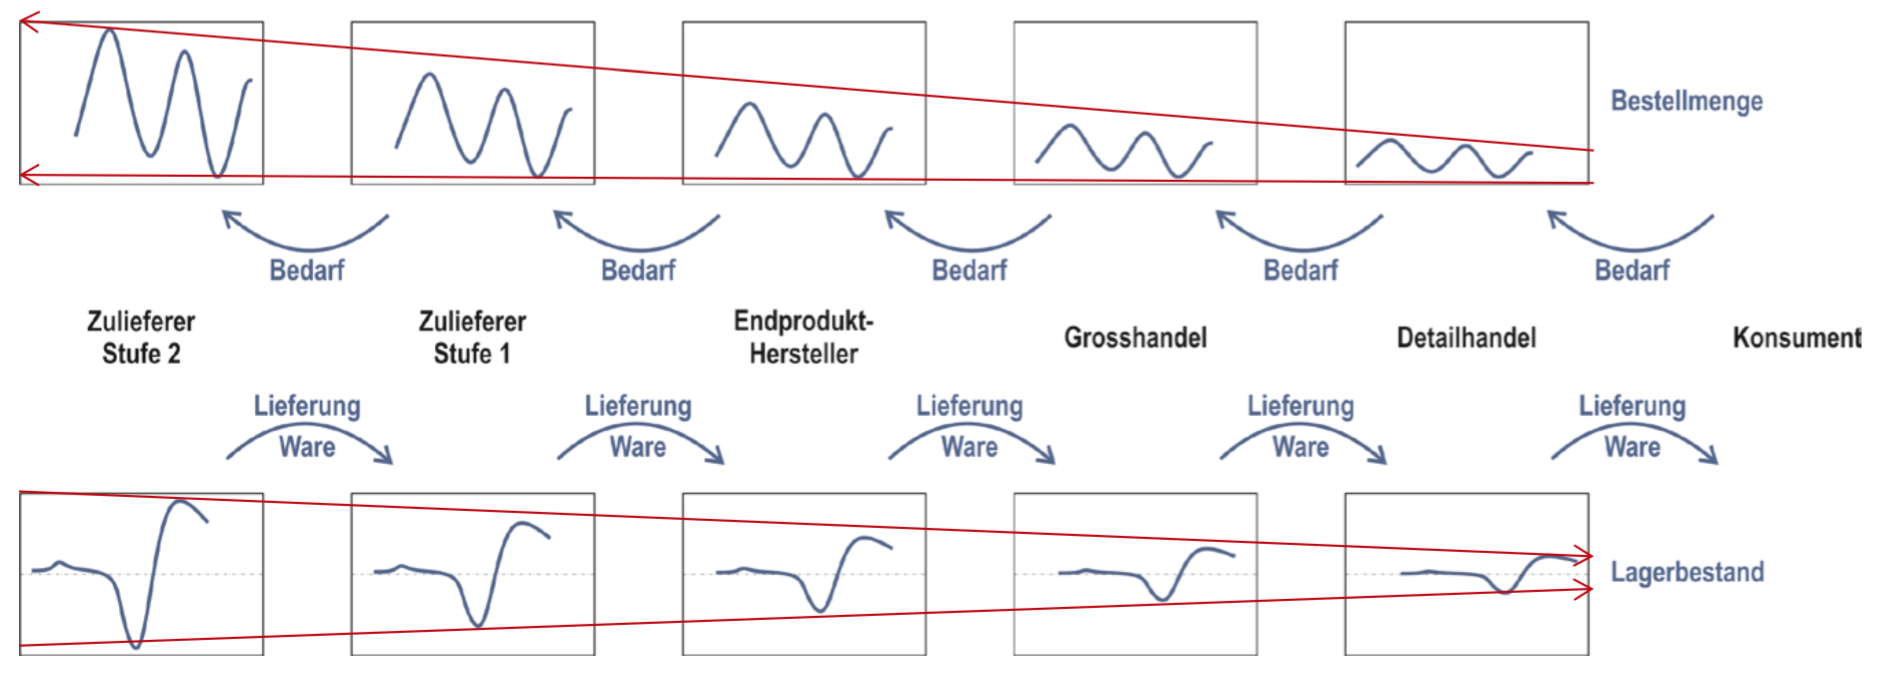 Bestellmenge
Bedarf
Bedarf
Bedarf
Bedarf
Bedarf
Zulieferer
Stufe 2
Zulieferer
Stufe 1
Endprodukt-
Hersteller
Grosshandel
Detailhandel
Konsument
Lieferung
Ware
Lieferung
Ware
Lieferung
Ware
Lieferung
Ware
Lieferung
Ware
Lagerbestand